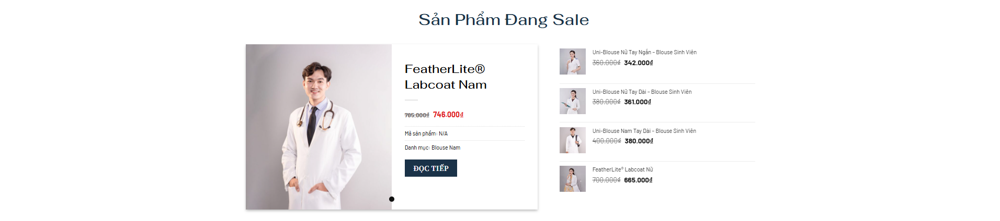 Sản Phẩm Đang Sale
FeatherLite®
Labcoat Nam
785.000₫ 746.000₫
Mã sản phẩm: N/A
Danh mục: Blouse Nam
ĐỌC TIẾP
Uni-Blouse Nữ Tay Ngắn – Blouse Sinh Viên
360.000₫ 342.000₫
Uni-Blouse Nữ Tay Dài – Blouse Sinh Viên
380.000₫ 361.000₫
Uni-Blouse Nam Tay Dài – Blouse Sinh Viên
400.000₫ 380.000₫
FeatherLite® Labcoat Nữ
700.000₫ 665.000₫